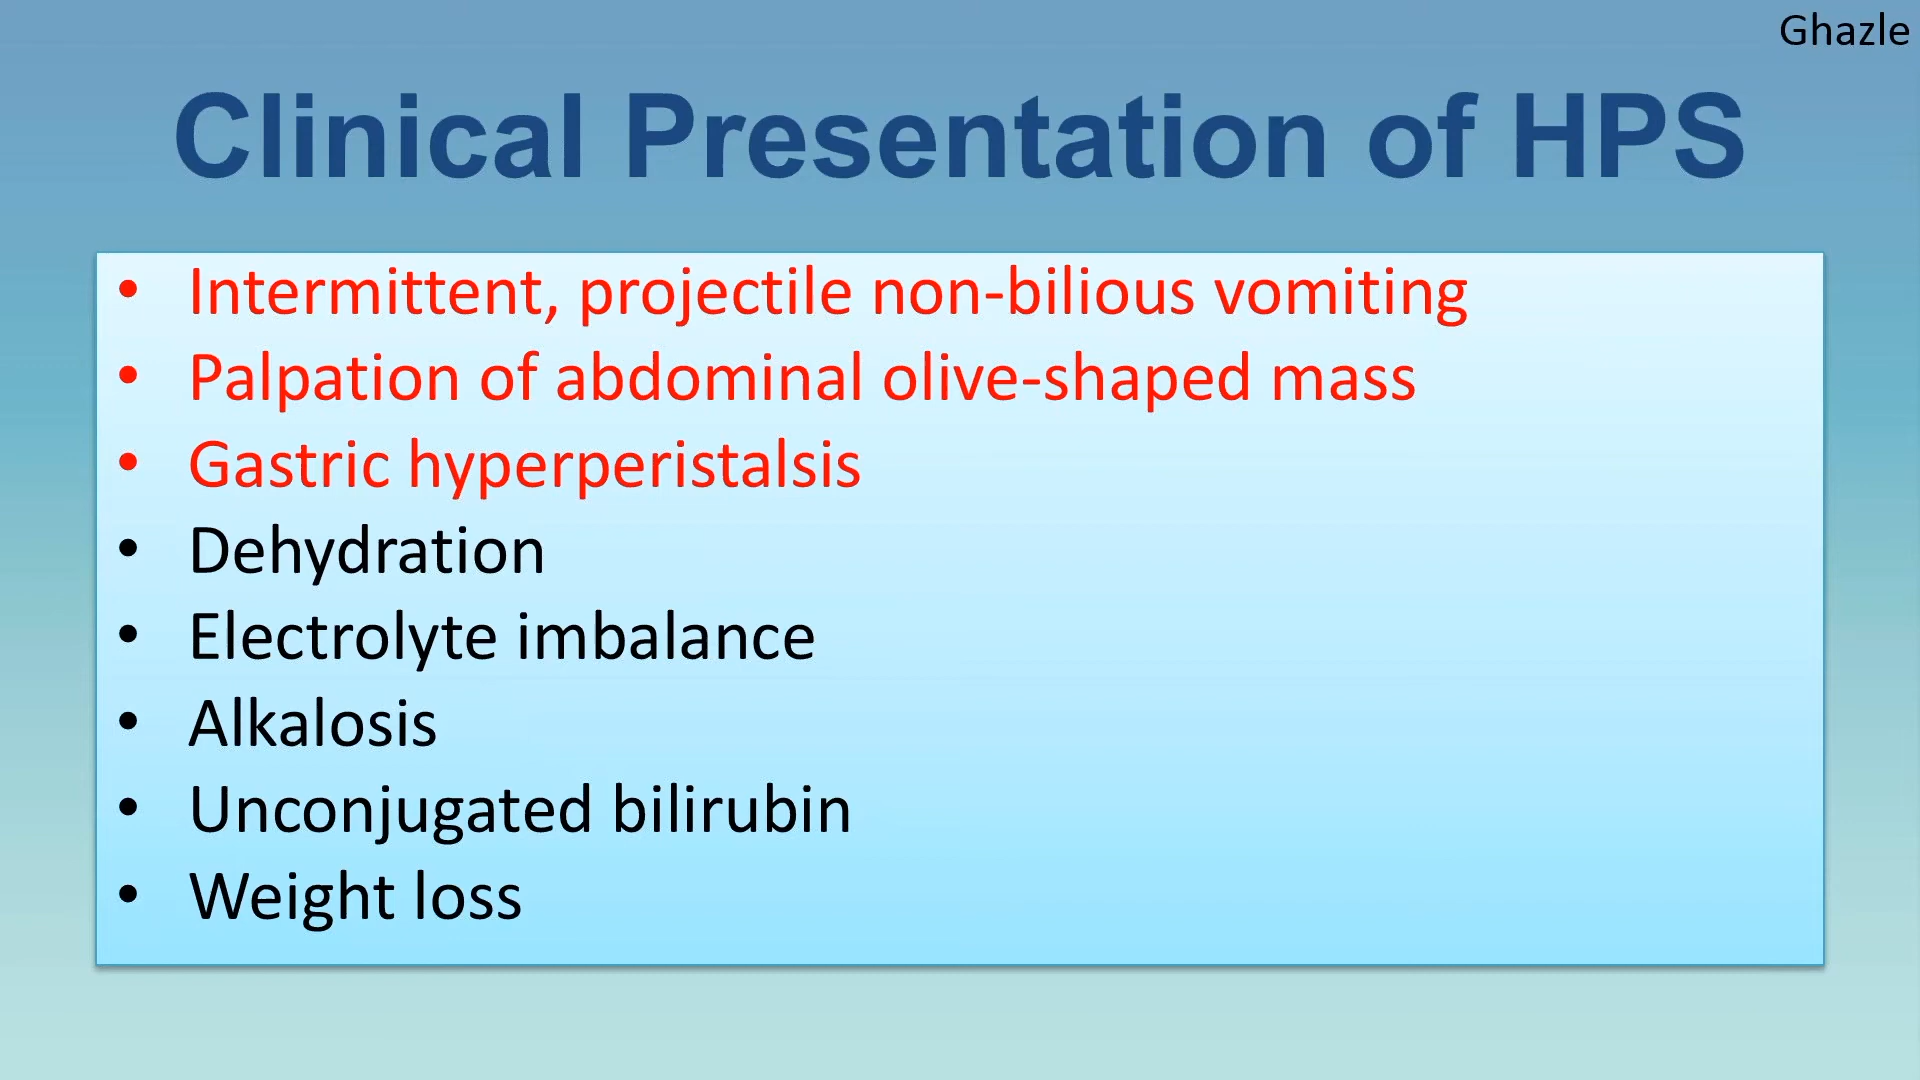 Ghazle
Clinical Presentation of HPS
• Intermittent, projectile non-bilious vomiting
• Palpation of abdominal olive-shaped mass
• Gastric hyperperistalsis
• Dehydration
• Electrolyte imbalance
• Alkalosis
• Unconjugated bilirubin
• Weight loss